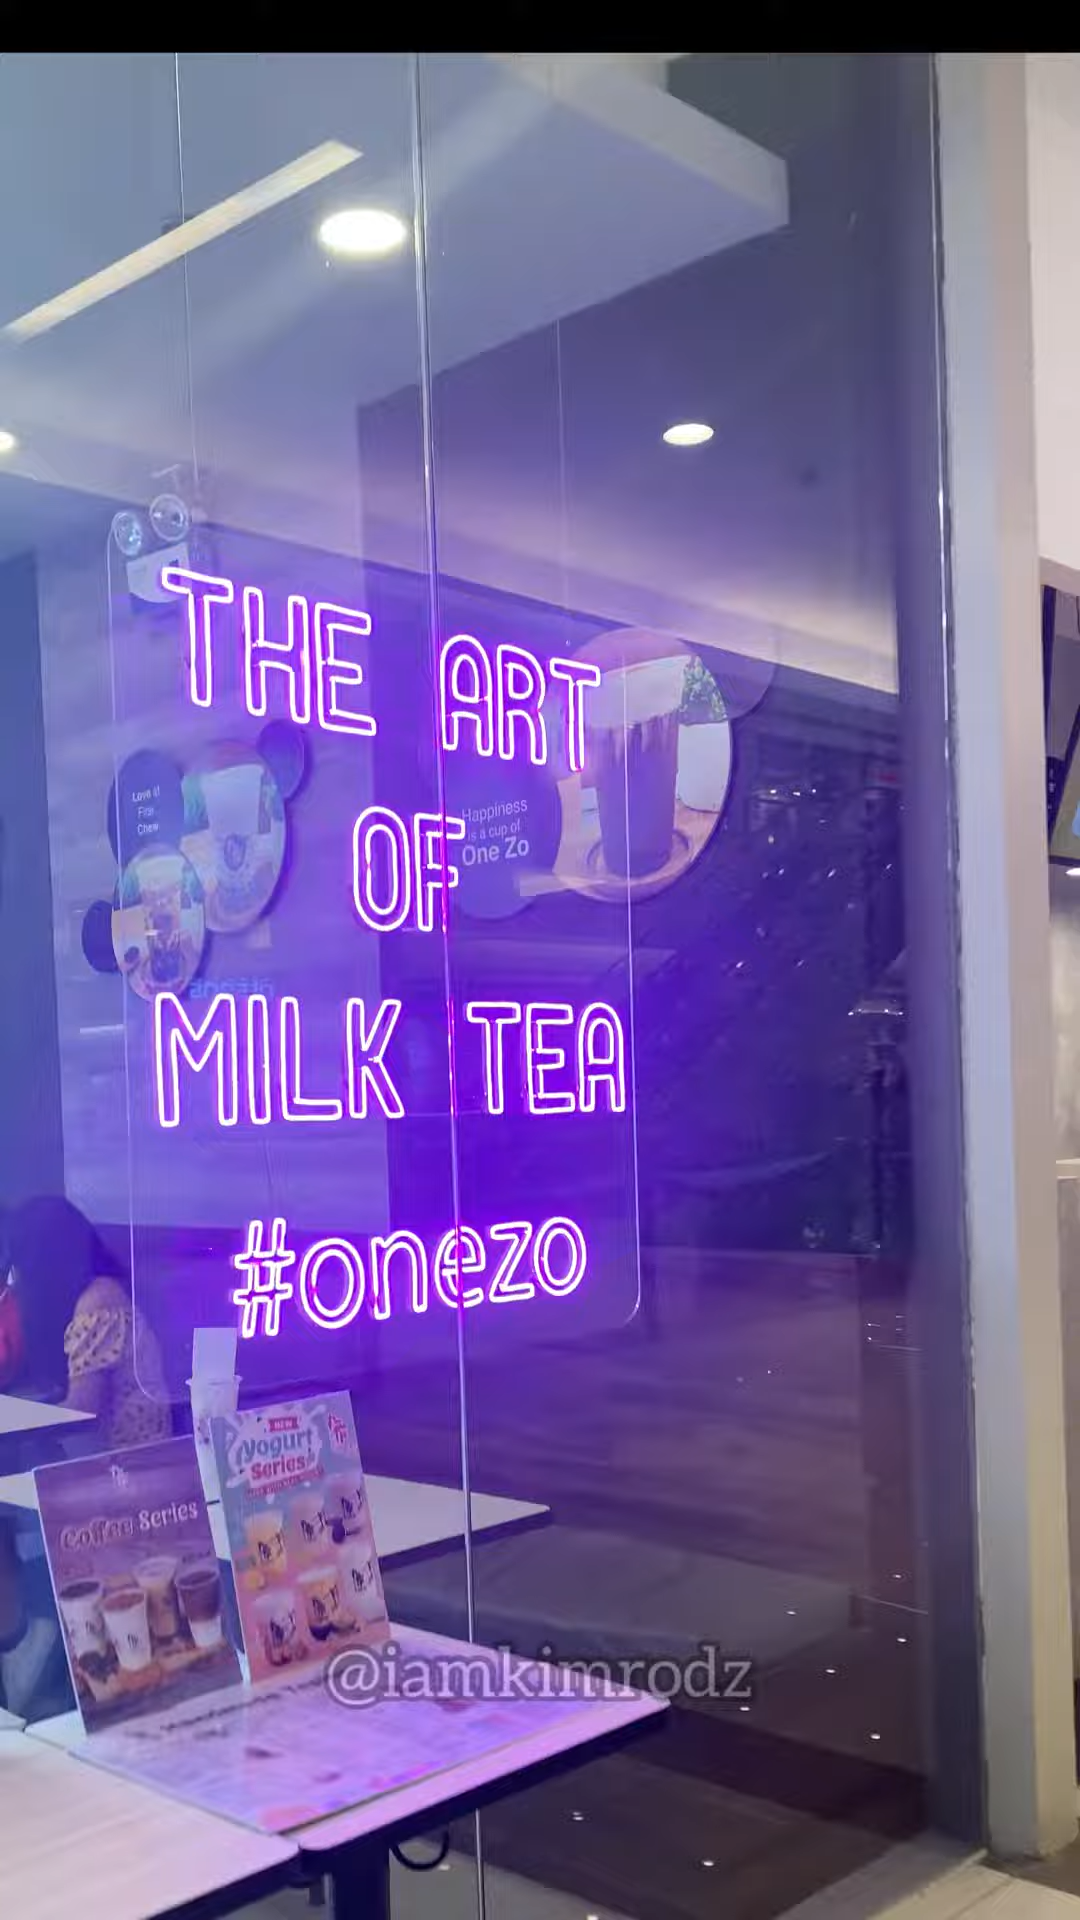 THE ART
OF
MILK TEA
#onezo
Love at
First
Chew
Happiness
is a cup of
One Zo
Coffee Series
NEW
Yogurt
Series
@iamkimrodz